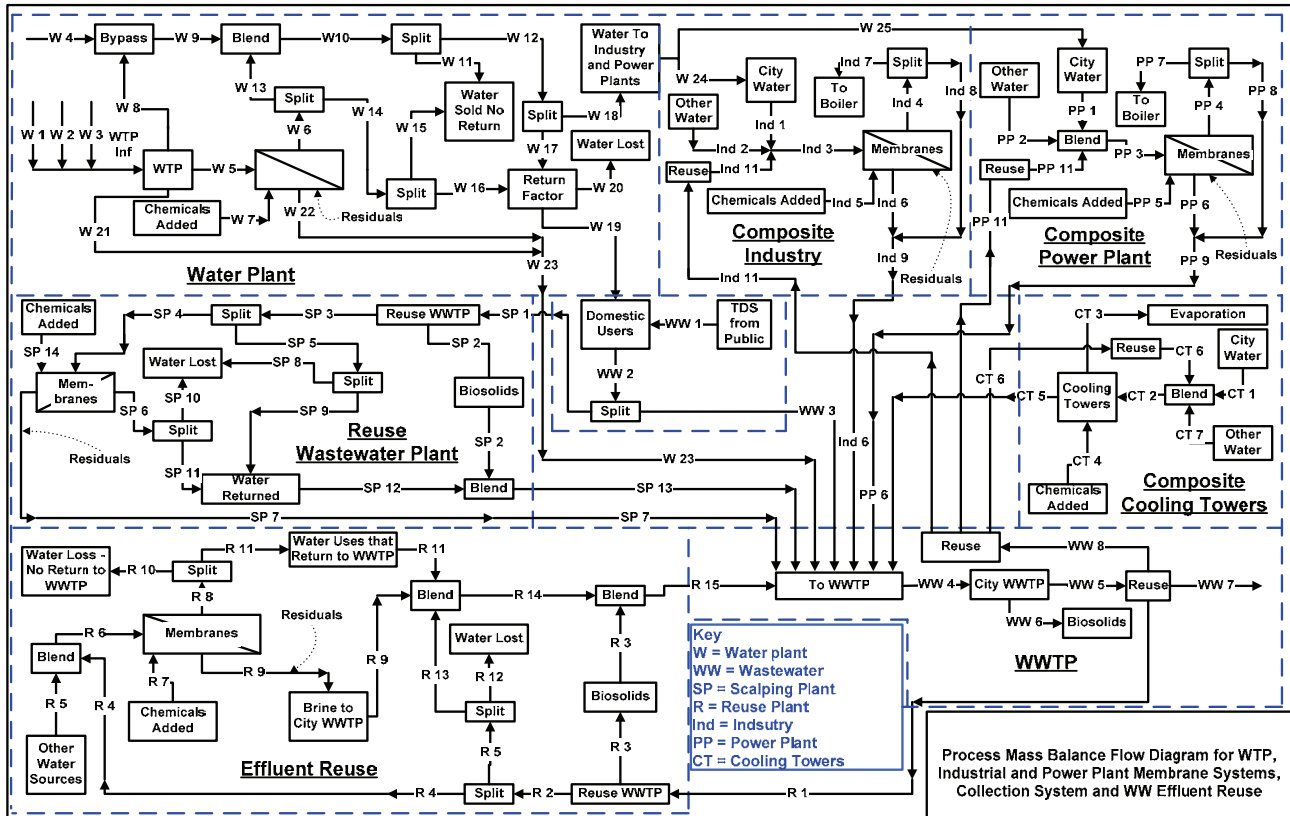 W 4
Bypass
W 9
Blend
W10
Split
W 12
W 11
W 8
W 13
Split
W 6
W 14
W 15
Water
Sold No
Return
Water To
Industry
and Power
Plants
Split
W 18
W 17
Water Lost
W 1
W 2
W 3
WTP
Inf
WTP
W 5
Split
W 16
Return
Factor
W 20
Chemicals
Added
W 7
W 22
Residuals
W 21
W 19
W 23
Water Plant
W 25
W 24
City
Water
Other
Water
Ind 1
Ind 2
Reuse
Ind 11
Ind 3
Ind 7
To
Boiler
Split
Ind 4
Ind 8
Membranes
Chemicals Added
Ind 5
Ind 6
Composite
Industry
Ind 9
Residuals
Ind 11
City
Water
Other
Water
PP 1
PP 2
Blend
PP 3
Reuse
PP 11
PP 7
To
Boiler
Split
PP 4
PP 8
Membranes
Chemicals Added
PP 5
PP 6
PP 11
Composite
Power Plant
PP 9
Residuals
Chemicals
Added
SP 4
Split
SP 3
Reuse WWTP
SP 1
SP 14
SP 5
SP 2
Water Lost
SP 8
Split
Mem-
branes
SP 6
SP 10
SP 9
Biosolids
Split
Residuals
Reuse
Wastewater Plant
SP 2
SP 11
Water
Returned
SP 12
Blend
SP 13
SP 7
SP 7
Domestic
Users
WW 1
TDS
from
Public
WW 2
Split
WW 3
W 23
Ind 6
PP 6
CT 3
Evaporation
Reuse
CT 6
City
Water
CT 6
CT 5
Cooling
Towers
CT 2
Blend
CT 1
CT 7
Other
Water
CT 4
Chemicals
Added
Composite
Cooling Towers
Water Loss -
No Return to
WWTP
R 10
R 11
Split
Water Uses that
Return to WWTP
R 11
R 8
Residuals
Blend
R 14
Blend
R 15
R 6
Membranes
Blend
R 9
R 9
R 7
R 5
R 4
Chemicals
Added
Brine to
City WWTP
R 13
Water Lost
R 12
Split
R 3
Biosolids
R 3
R 5
Other
Water
Sources
Effluent Reuse
R 4
Split
R 2
Reuse WWTP
R 1
Reuse
WW 8
To WWTP
WW 4
City WWTP
WW 5
Reuse
WW 7
WW 6
Biosolids
WWTP
Key
W = Water plant
WW = Wastewater
SP = Scalping Plant
R = Reuse Plant
Ind = Indsutry
PP = Power Plant
CT = Cooling Towers
Process Mass Balance Flow Diagram for WTP,
Industrial and Power Plant Membrane Systems,
Collection System and WW Effluent Reuse